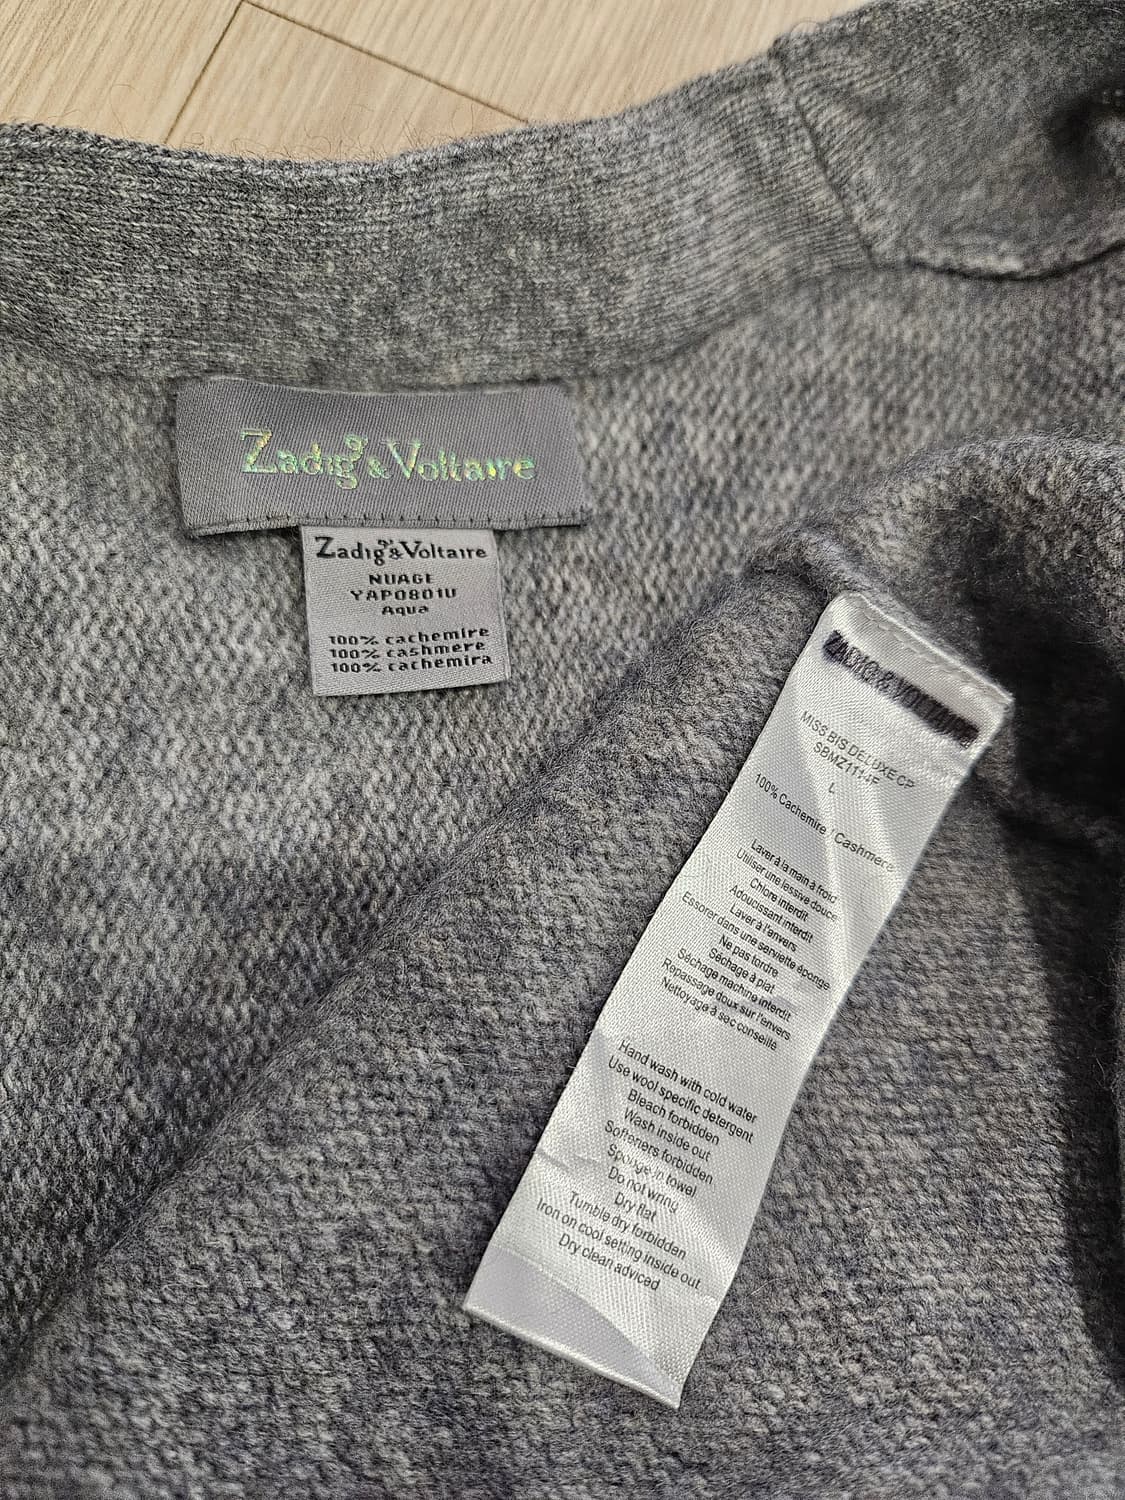 Zadig & Voltaire
Zadig & Voltaire
NUAGE
YAP0801U
Aqua
100% cachemire
100% cashmere
100% cachemira
ZADIG & VOLTAIRE
MISS BIS DELUXE CP
L
100% Cachemire / Cashmere
Laver à la main à froid
Utiliser une lessive douce
Chlore interdit
Adoucissant interdit
Laver à l'envers
Essorer dans une serviette éponge
Ne pas tordre
Séchage à plat
Séchage machine interdit
Repassage doux sur l'envers
Nettoyage à sec conseillé
Hand wash with cold water
Use wool specific detergent
Bleach forbidden
Wash inside out
Softeners forbidden
Sponge in towel
Do not wring
Dry flat
Tumble dry forbidden
Iron on cool setting inside out
Dry clean adviced